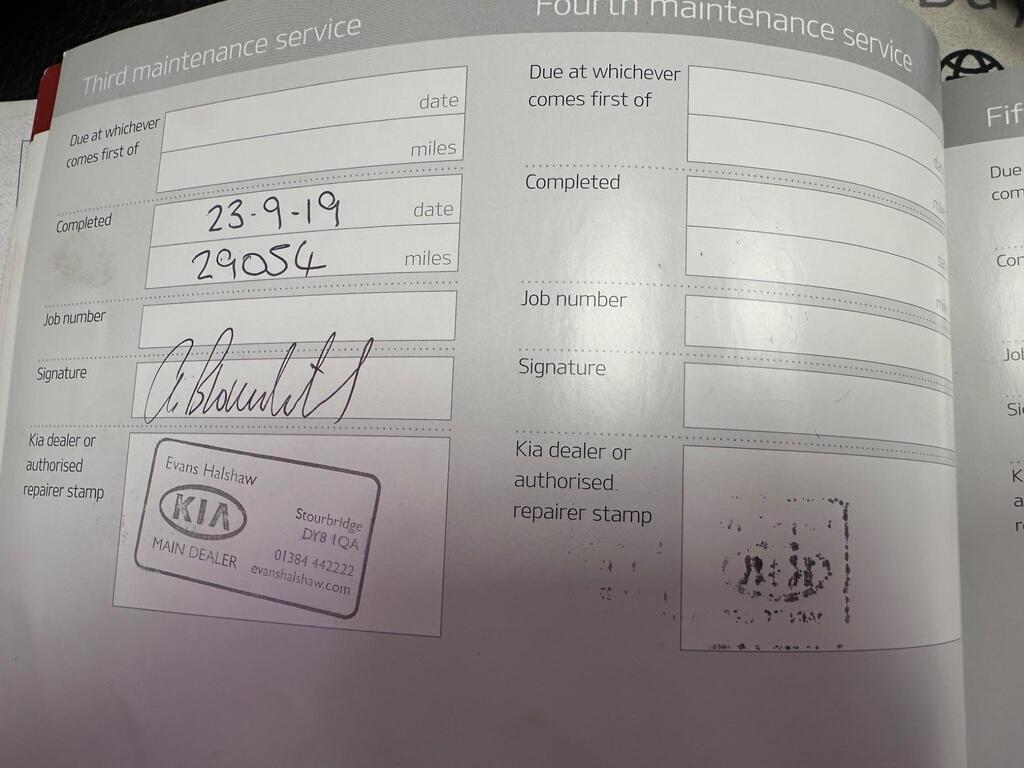 Third maintenance service
Due at whichever
comes first of
date
miles
Completed
23-9-19 date
29054 miles
Job number
Signature
Kia dealer or
authorised
repairer stamp
Evans Halshaw
KIA
MAIN DEALER
Stourbridge
DY8 1QA
01384 442222
evanshalshaw.com
Fourth maintenance service
Due at whichever
comes first of
Completed
Job number
Signature
Kia dealer or
authorised
repairer stamp
Fif
Due
com
Con
Job